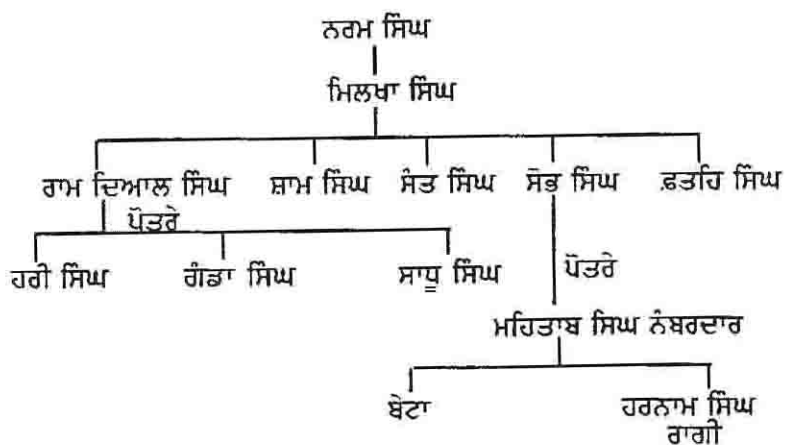 ਨਰਮ ਸਿੰਘ
ਮਿਲਖਾ ਸਿੰਘ
ਰਾਮ ਦਿਆਲ ਸਿੰਘ ਸ਼ਾਮ ਸਿੰਘ ਸੰਤ ਸਿੰਘ ਸੋਭ ਸਿੰਘ ਫ਼ਤਹਿ ਸਿੰਘ
ਪੋਤਰੇ
ਹਰੀ ਸਿੰਘ ਗੰਡਾ ਸਿੰਘ ਸਾਧੂ ਸਿੰਘ ਪੋਤਰੇ
ਮਹਿਤਾਬ ਸਿੰਘ ਨੰਬਰਦਾਰ
ਬੇਟਾ ਹਰਨਾਮ ਸਿੰਘ
ਰਾਗੀ